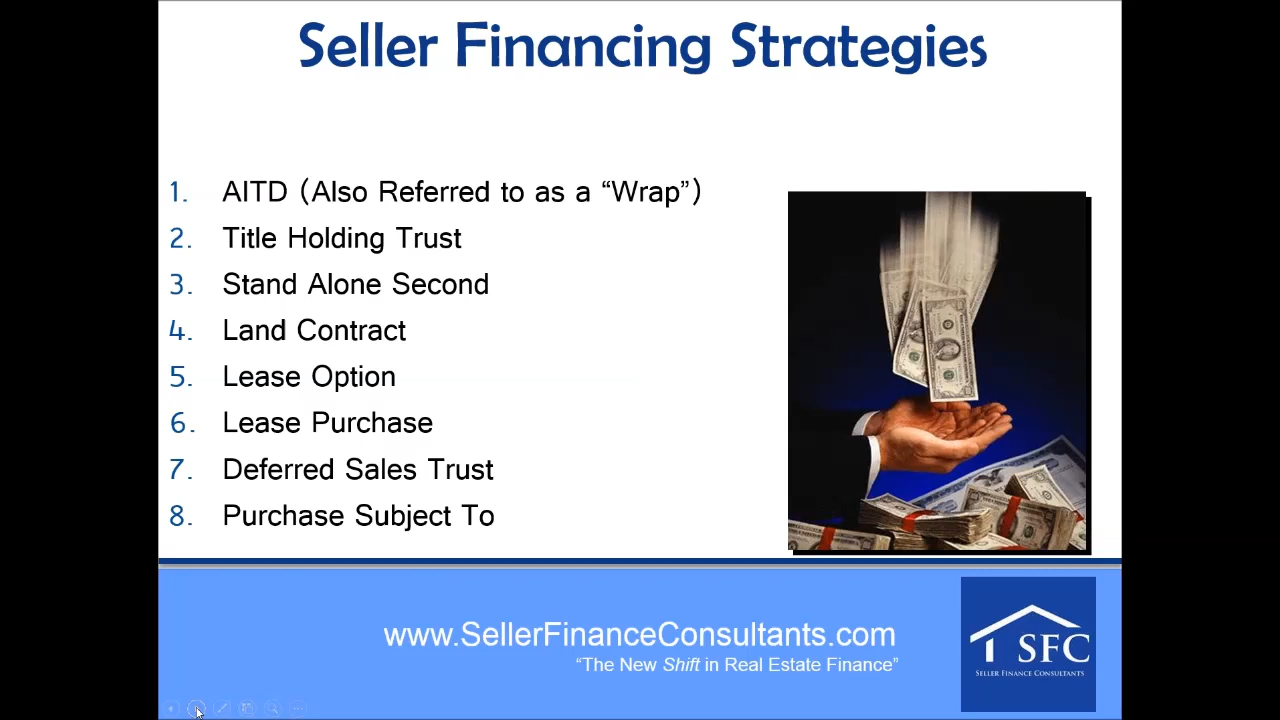 Seller Financing Strategies
1. AITD (Also Referred to as a “Wrap”)
2. Title Holding Trust
3. Stand Alone Second
4. Land Contract
5. Lease Option
6. Lease Purchase
7. Deferred Sales Trust
8. Purchase Subject To
www.SellerFinanceConsultants.com
“The New Shift in Real Estate Finance”
SFC
SELLER FINANCE CONSULTANTS